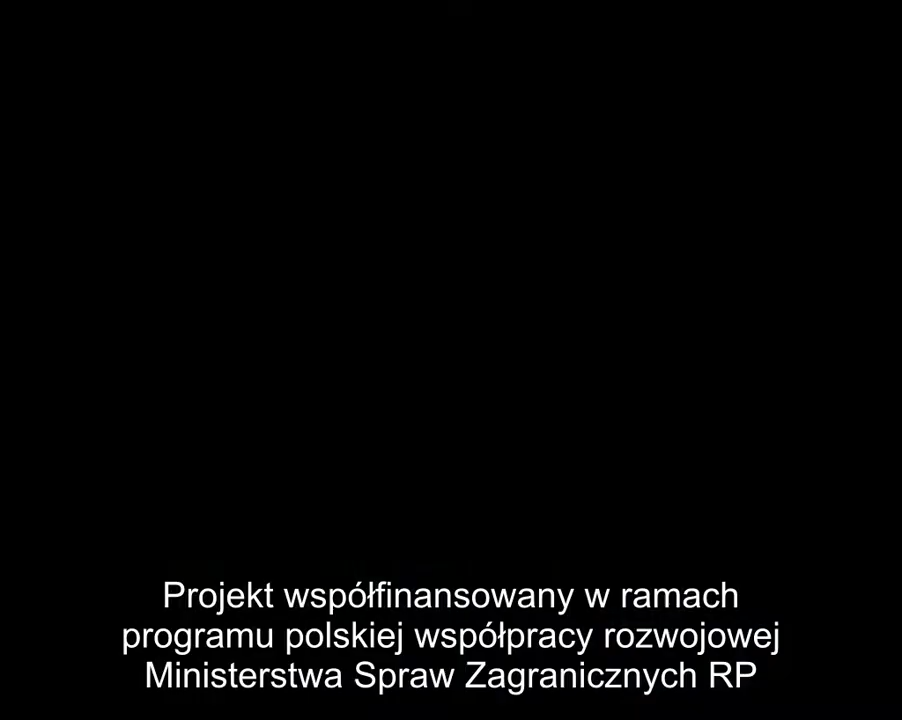 Projekt współfinansowany w ramach
programu polskiej współpracy rozwojowej
Ministerstwa Spraw Zagranicznych RP